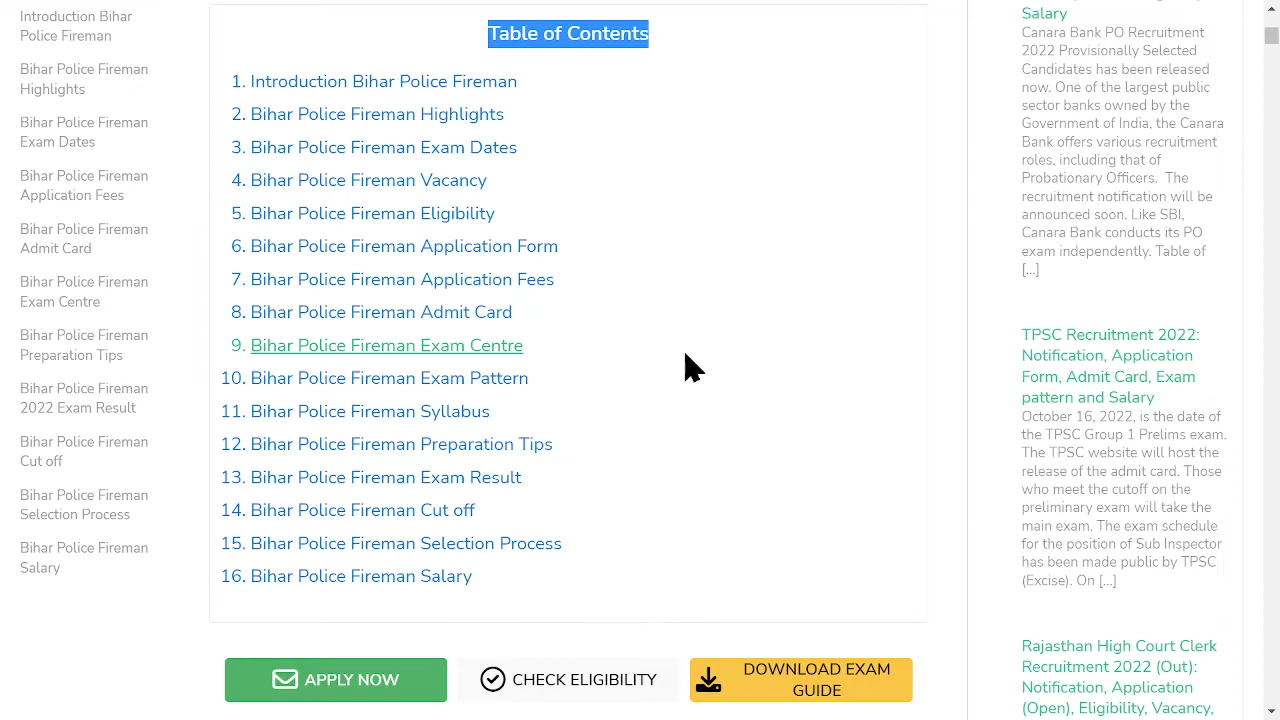 Introduction Bihar
Police Fireman
Bihar Police Fireman
Highlights
Bihar Police Fireman
Exam Dates
Bihar Police Fireman
Application Fees
Bihar Police Fireman
Admit Card
Bihar Police Fireman
Exam Centre
Bihar Police Fireman
Preparation Tips
Bihar Police Fireman
2022 Exam Result
Bihar Police Fireman
Cut off
Bihar Police Fireman
Selection Process
Bihar Police Fireman
Salary
Table of Contents
1. Introduction Bihar Police Fireman
2. Bihar Police Fireman Highlights
3. Bihar Police Fireman Exam Dates
4. Bihar Police Fireman Vacancy
5. Bihar Police Fireman Eligibility
6. Bihar Police Fireman Application Form
7. Bihar Police Fireman Application Fees
8. Bihar Police Fireman Admit Card
9. Bihar Police Fireman Exam Centre
10. Bihar Police Fireman Exam Pattern
11. Bihar Police Fireman Syllabus
12. Bihar Police Fireman Preparation Tips
13. Bihar Police Fireman Exam Result
14. Bihar Police Fireman Cut off
15. Bihar Police Fireman Selection Process
16. Bihar Police Fireman Salary
APPLY NOW
CHECK ELIGIBILITY
DOWNLOAD EXAM
GUIDE
Salary
Canara Bank PO Recruitment
2022 Provisionally Selected
Candidates has been released
now. One of the largest public
sector banks owned by the
Government of India, the Canara
Bank offers various recruitment
roles, including that of
Probationary Officers. The
recruitment notification will be
announced soon. Like SBI,
Canara Bank conducts its PO
exam independently. Table of
[...]
TPSC Recruitment 2022:
Notification, Application
Form, Admit Card, Exam
pattern and Salary
October 16, 2022, is the date of
the TPSC Group 1 Prelims exam.
The TPSC website will host the
release of the admit card. Those
who meet the cutoff on the
preliminary exam will take the
main exam. The exam schedule
for the position of Sub Inspector
has been made public by TPSC
(Excise). On [...]
Rajasthan High Court Clerk
Recruitment 2022 (Out):
Notification, Application
(Open), Eligibility, Vacancy,